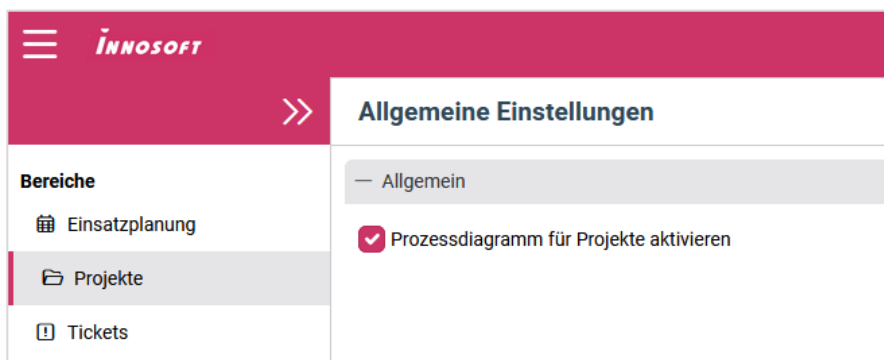 INNOSOFT
Allgemeine Einstellungen
Bereiche
Einsatzplanung
Projekte
Tickets
Allgemein
Prozessdiagramm für Projekte aktivieren